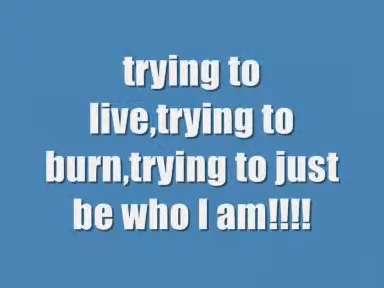 trying to
live,trying to
burn,trying to just
be who I am!!!!